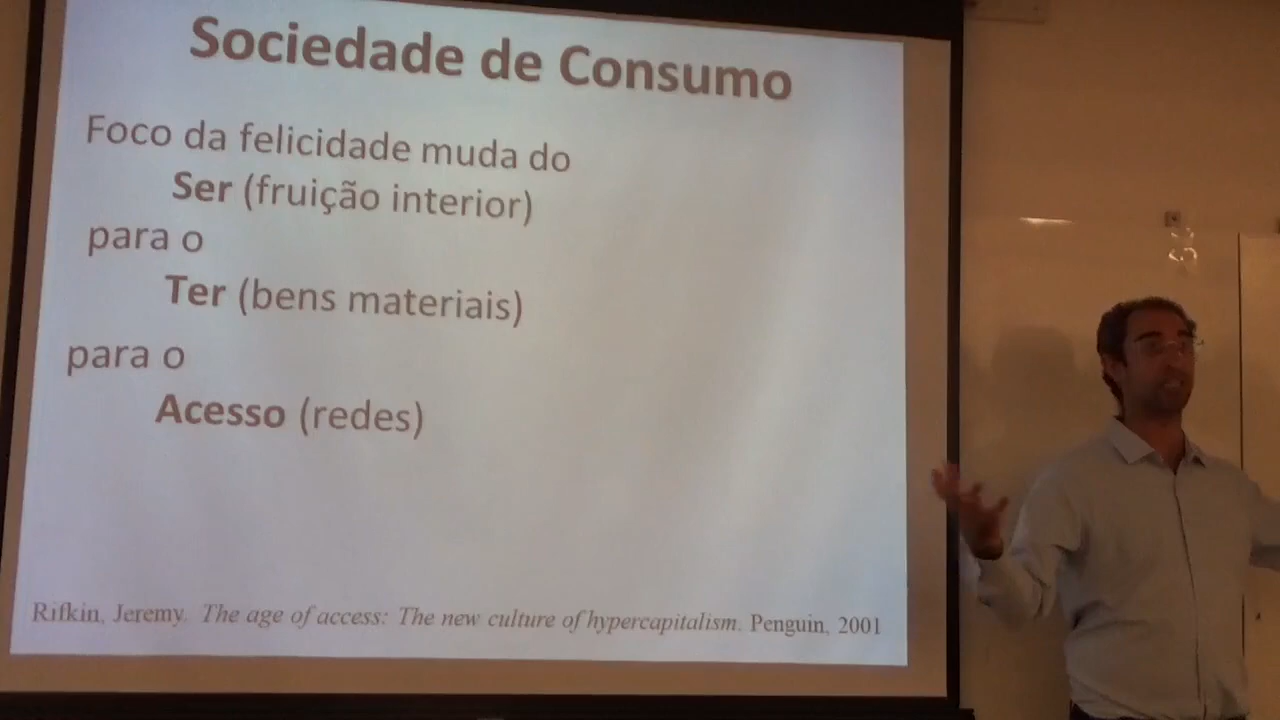 Sociedade de Consumo
Foco da felicidade muda do
Ser (fruição interior)
para o
Ter (bens materiais)
para o
Acesso (redes)
Rifkin, Jeremy. The age of access: The new culture of hypercapitalism. Penguin, 2001